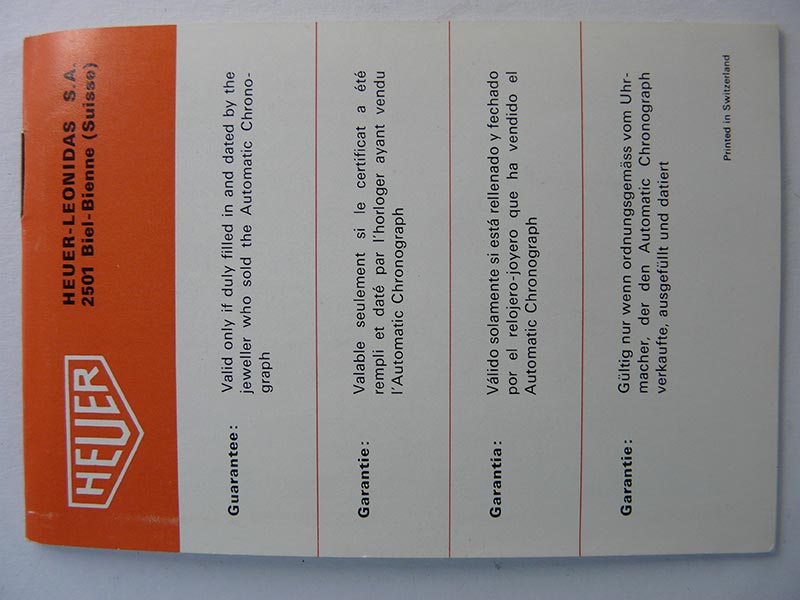 HEUER
HEUER-LEONIDAS S.A.
2501 Biel-Bienne (Suisse)
Guarantee: Valid only if duly filled in and dated by the
jeweller who sold the Automatic Chrono-
graph
Garantie: Valable seulement si le certificat a été
rempli et daté par l'horloger ayant vendu
l'Automatic Chronograph
Garantia: Válido solamente si está rellenado y fechado
por el relojero-joyero que ha vendido el
Automatic Chronograph
Garantie: Gültig nur wenn ordnungsgemäss vom Uhr-
macher, der den Automatic Chronograph
verkaufte, ausgefüllt und datiert
Printed in Switzerland